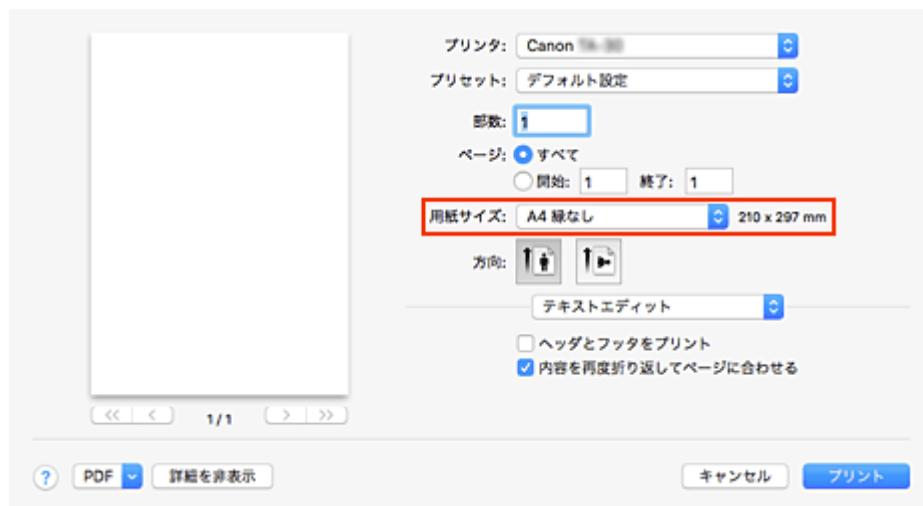 プリンタ: Canon
プリセット: デフォルト設定
部数: 1
ページ: すべて
開始: 1 終了: 1
用紙サイズ: A4 縁なし 210 x 297 mm
方向:
テキストエディット
ヘッダとフッタをプリント
内容を再度折り返してページに合わせる
<< < 1/1 > >>
? PDF 詳細を非表示 キャンセル プリント